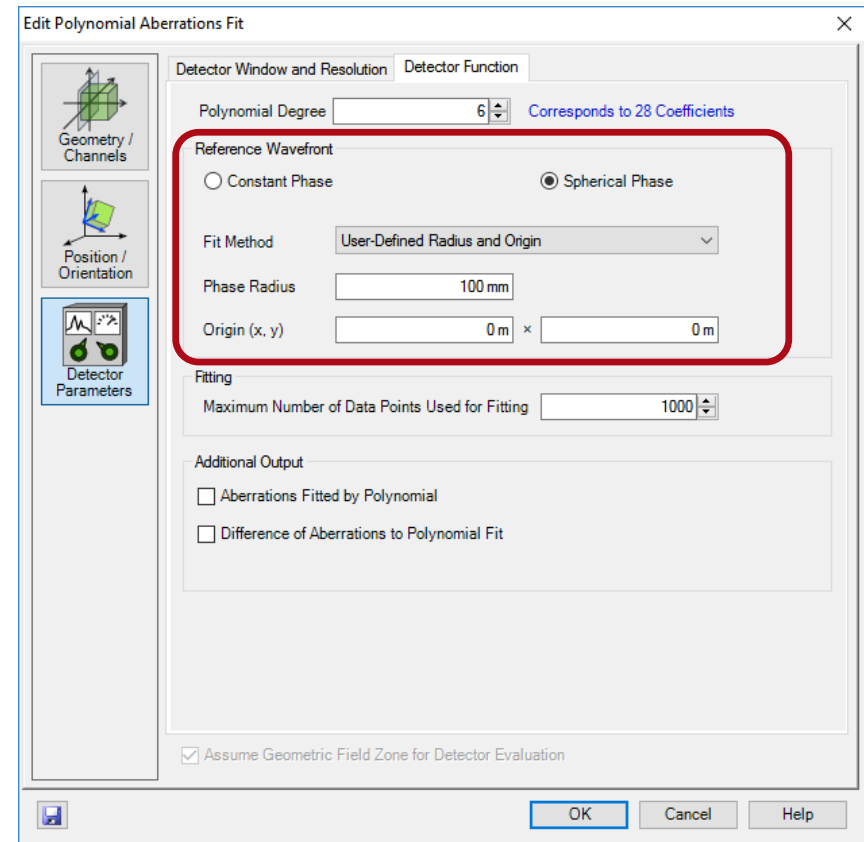 Edit Polynomial Aberrations Fit
Geometry /
Channels
Position /
Orientation
Detector
Parameters
Detector Window and Resolution Detector Function
Polynomial Degree 6 Corresponds to 28 Coefficients
Reference Wavefront
Constant Phase Spherical Phase
Fit Method User-Defined Radius and Origin
Phase Radius 100 mm
Origin (x, y) 0 m × 0 m
Fitting
Maximum Number of Data Points Used for Fitting 1000
Additional Output
Aberrations Fitted by Polynomial
Difference of Aberrations to Polynomial Fit
Assume Geometric Field Zone for Detector Evaluation
OK Cancel Help